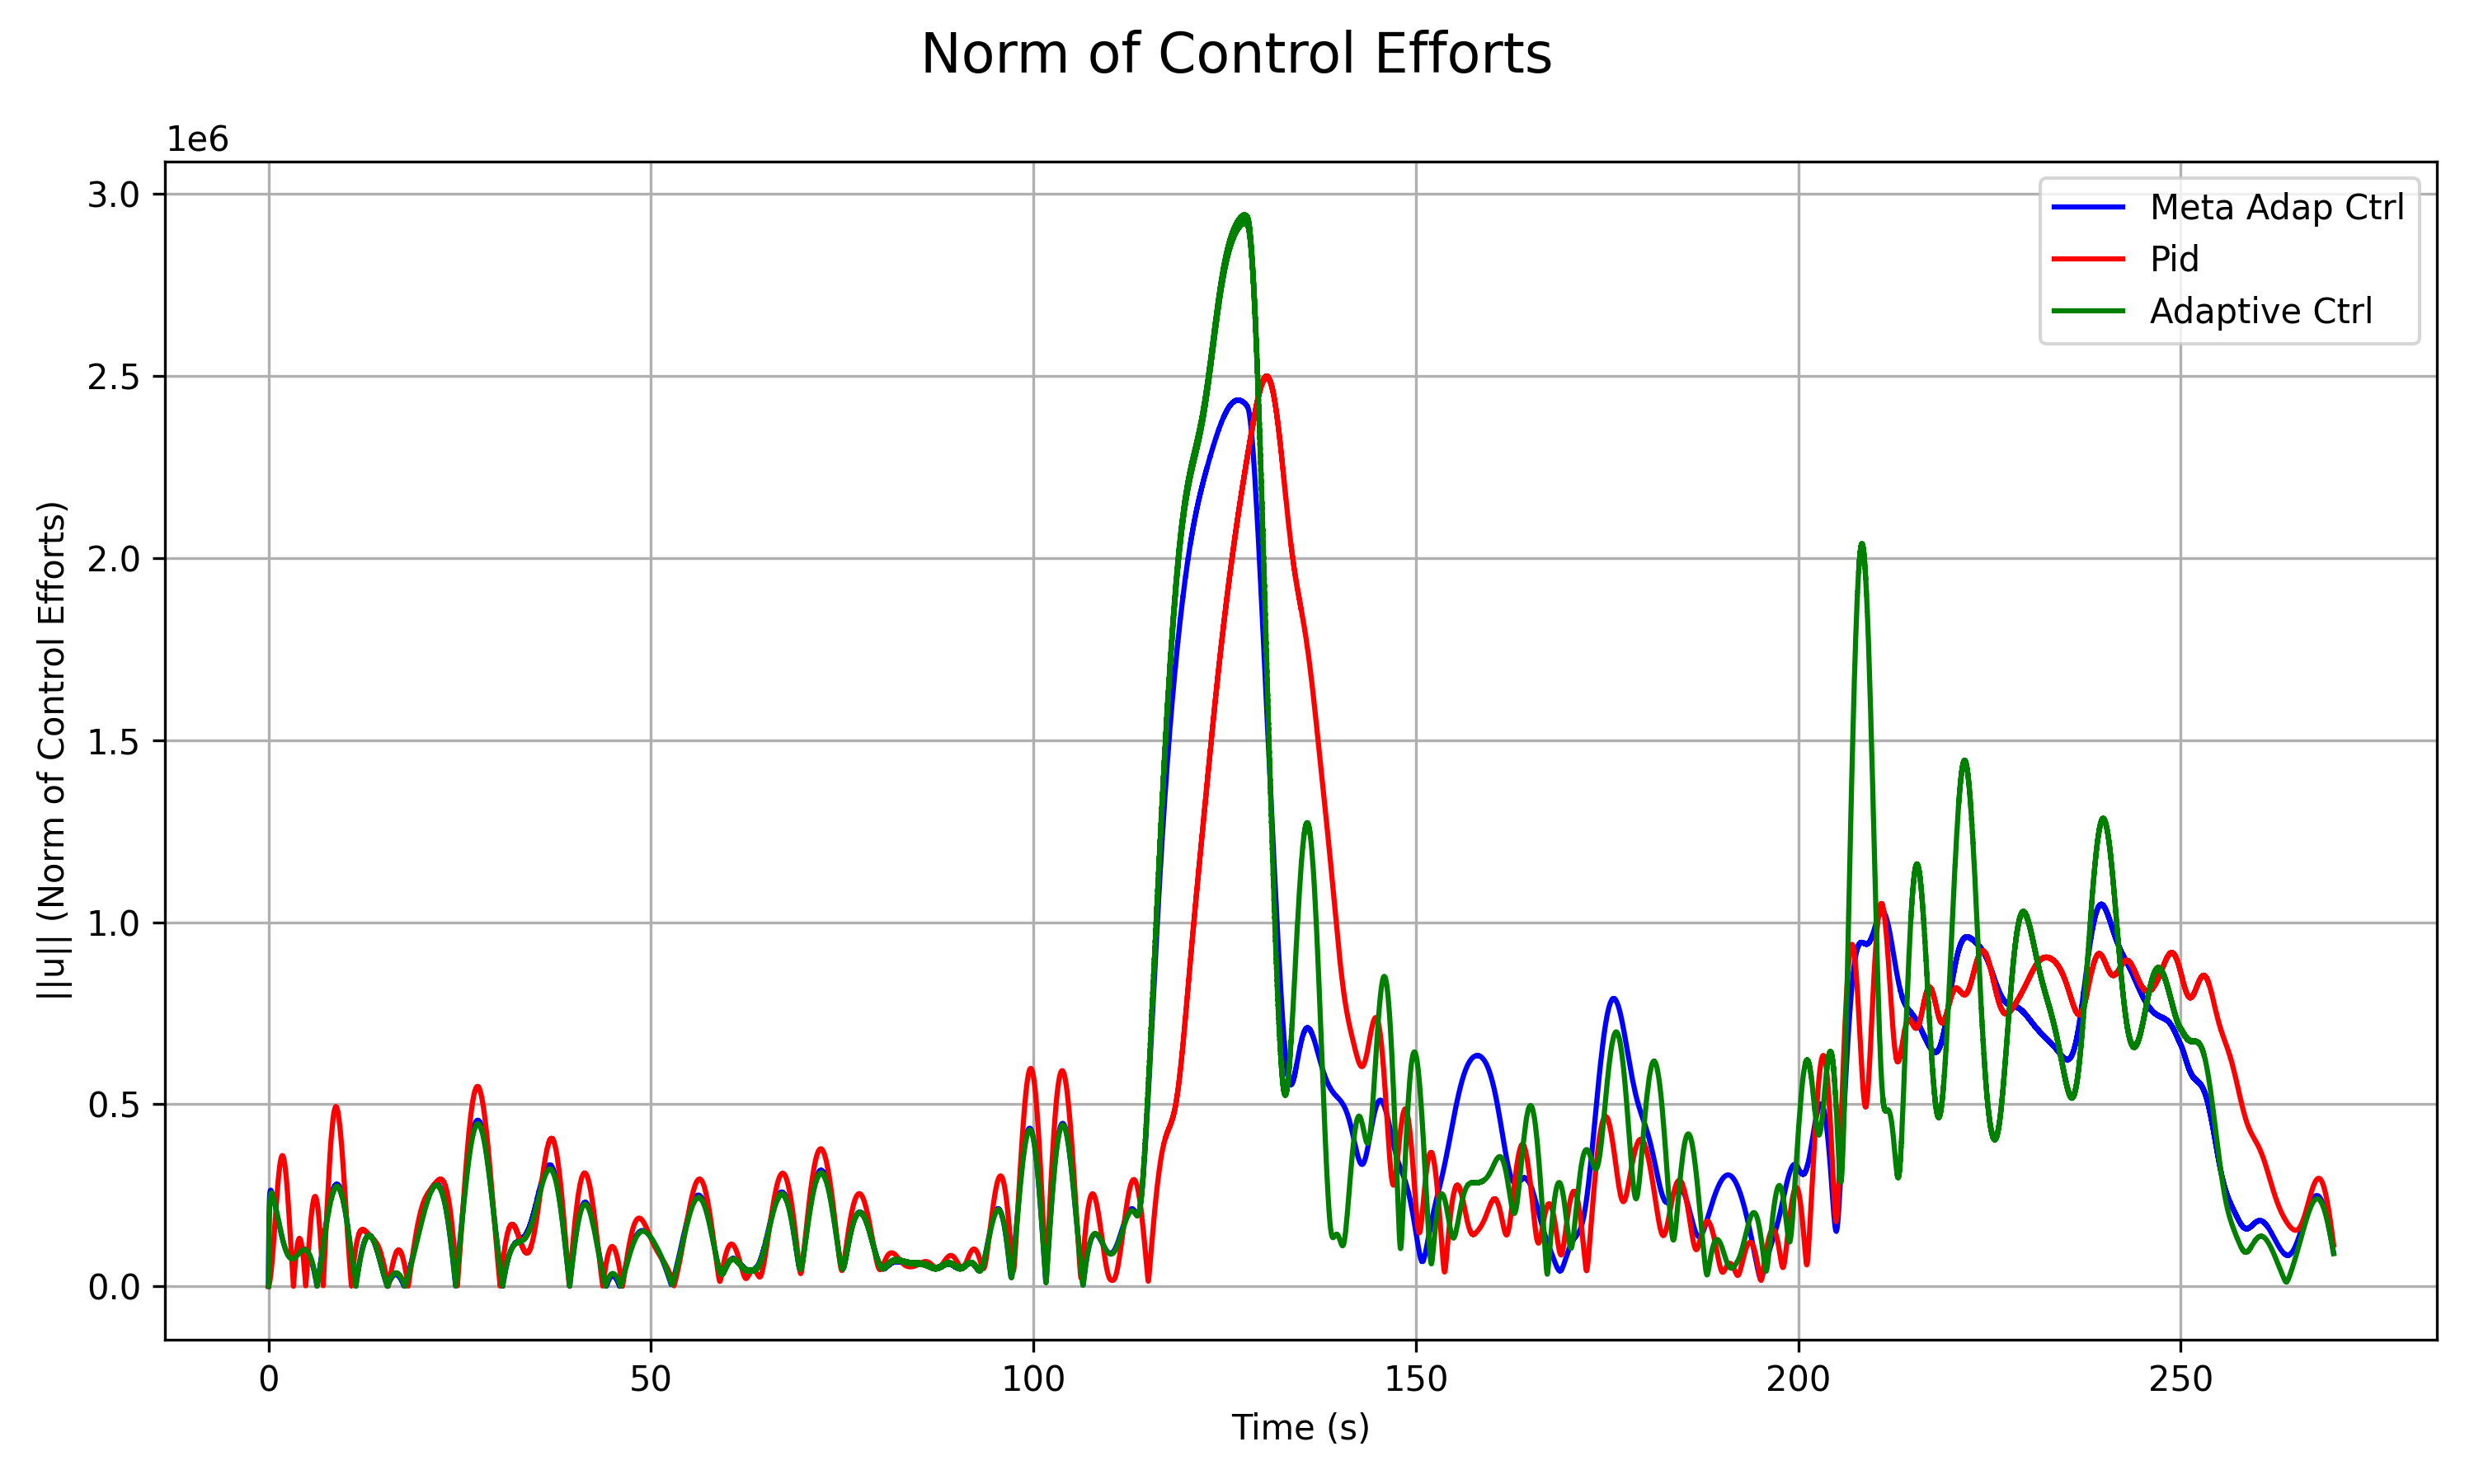 Norm of Control Efforts
1e6
3.0
2.5
2.0
1.5
1.0
0.5
0.0
||u|| (Norm of Control Efforts)
Meta Adap Ctrl
Pid
Adaptive Ctrl
0 50 100 150 200 250
Time (s)